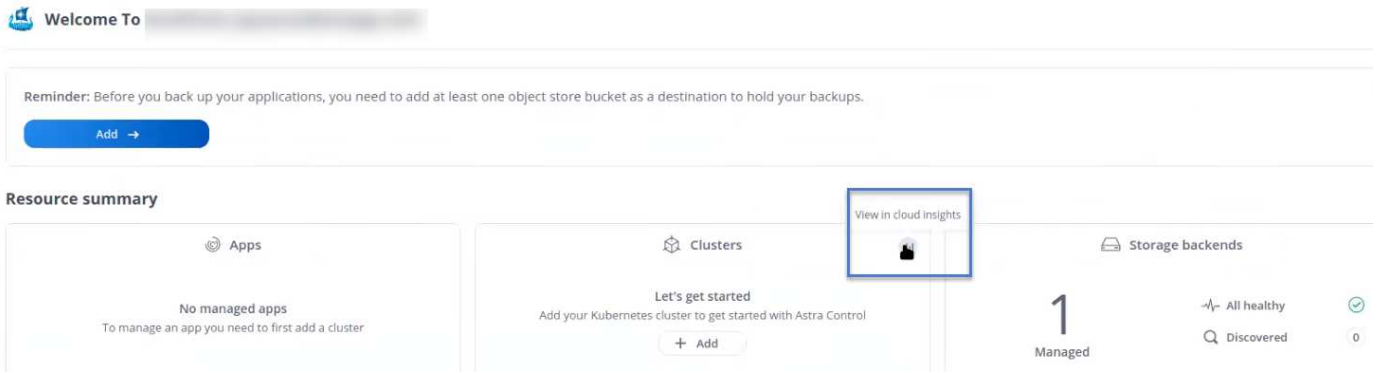 Welcome To
Reminder: Before you back up your applications, you need to add at least one object store bucket as a destination to hold your backups.
Add →
Resource summary
View in cloud insights
Apps
Clusters
Storage backends
No managed apps
To manage an app you need to first add a cluster
Let's get started
Add your Kubernetes cluster to get started with Astra Control
+ Add
1
Managed
All healthy
Discovered 0